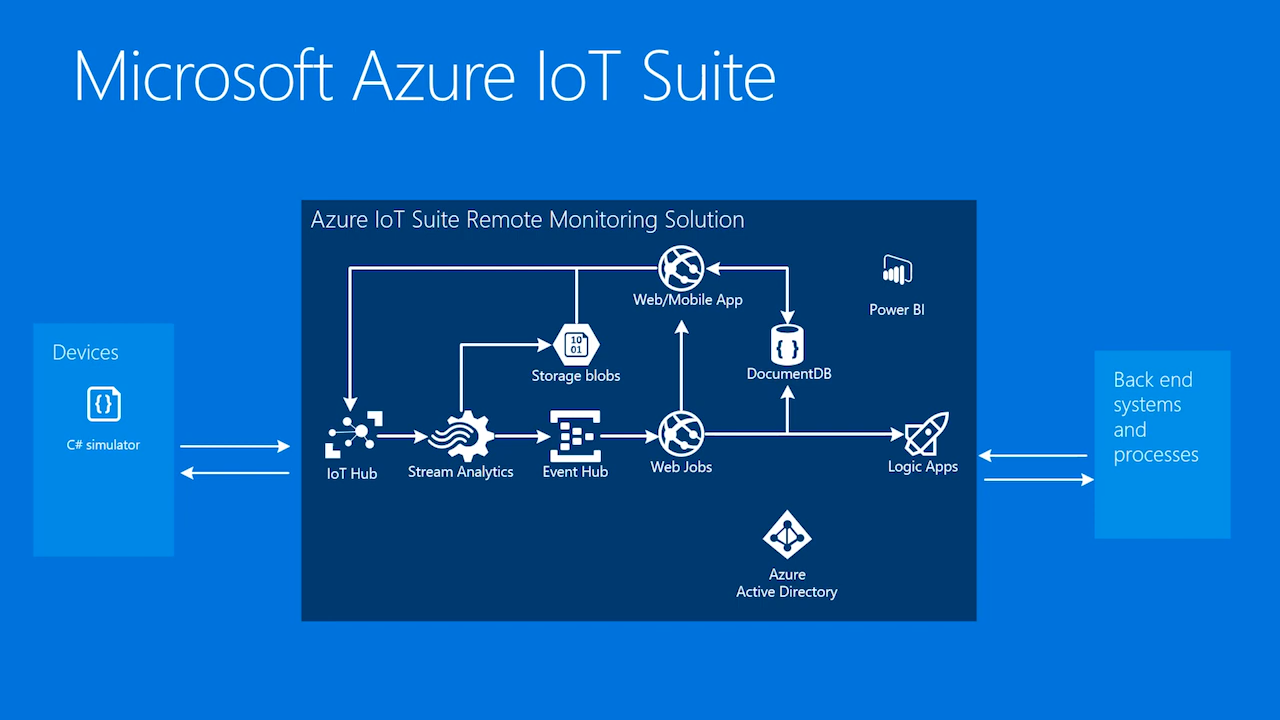 Microsoft Azure IoT Suite
Azure IoT Suite Remote Monitoring Solution
Web/Mobile App
Power BI
Devices
C# simulator
10
01
Storage blobs
DocumentDB
Back end
systems
and
processes
IoT Hub
Stream Analytics
Event Hub
Web Jobs
Logic Apps
Azure
Active Directory